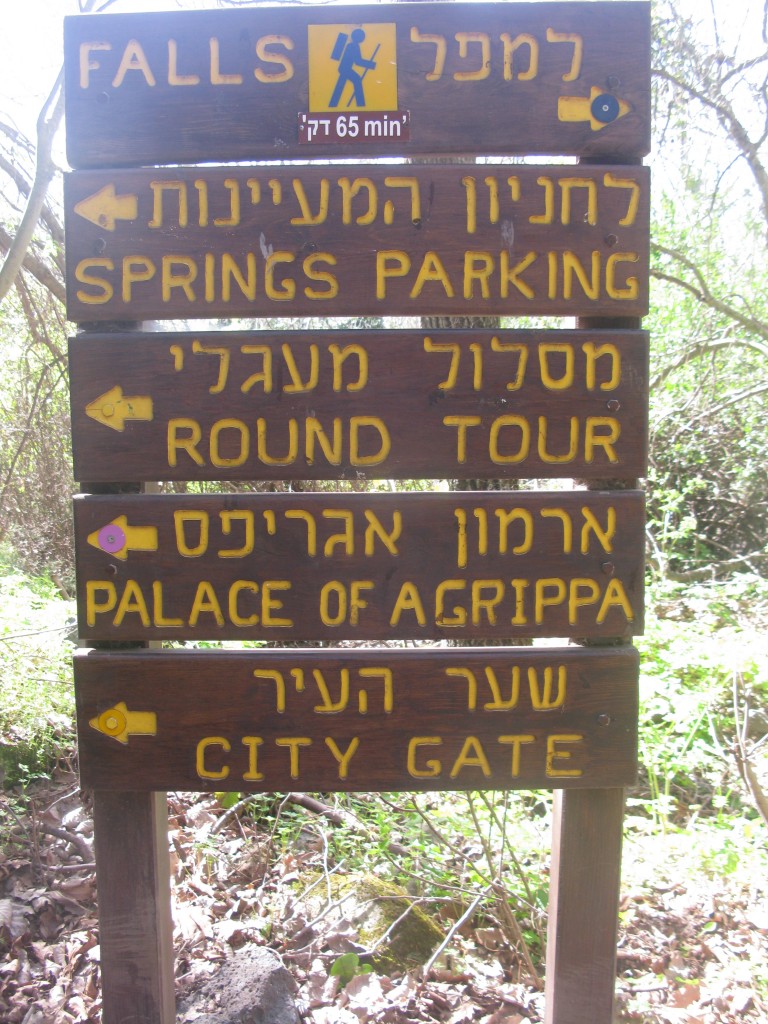 FALLS למפל
דק' 65 min'
לחניון המעיינות
SPRINGS PARKING
מסלול מעגלי
ROUND TOUR
ארמון אגריפס
PALACE OF AGRIPPA
שער העיר
CITY GATE